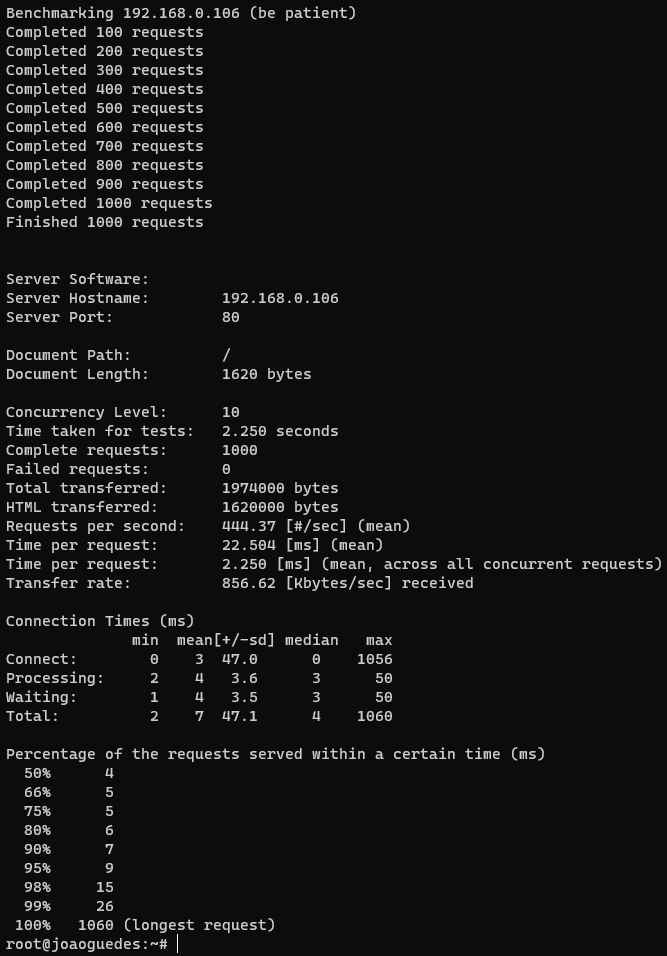 Benchmarking 192.168.0.106 (be patient)
Completed 100 requests
Completed 200 requests
Completed 300 requests
Completed 400 requests
Completed 500 requests
Completed 600 requests
Completed 700 requests
Completed 800 requests
Completed 900 requests
Completed 1000 requests
Finished 1000 requests
Server Software:
Server Hostname:        192.168.0.106
Server Port:            80
Document Path:          /
Document Length:        1620 bytes
Concurrency Level:      10
Time taken for tests:   2.250 seconds
Complete requests:      1000
Failed requests:        0
Total transferred:      1974000 bytes
HTML transferred:       1620000 bytes
Requests per second:    444.37 [#/sec] (mean)
Time per request:       22.504 [ms] (mean)
Time per request:       2.250 [ms] (mean, across all concurrent requests)
Transfer rate:          856.62 [Kbytes/sec] received
Connection Times (ms)
              min  mean[+/-sd] median   max
Connect:        0    3  47.0      0    1056
Processing:     2    4   3.6      3      50
Waiting:        1    4   3.5      3      50
Total:          2    7  47.1      4    1060
Percentage of the requests served within a certain time (ms)
  50%      4
  66%      5
  75%      5
  80%      6
  90%      7
  95%      9
  98%     15
  99%     26
 100%   1060 (longest request)
root@joaoguedes:~#